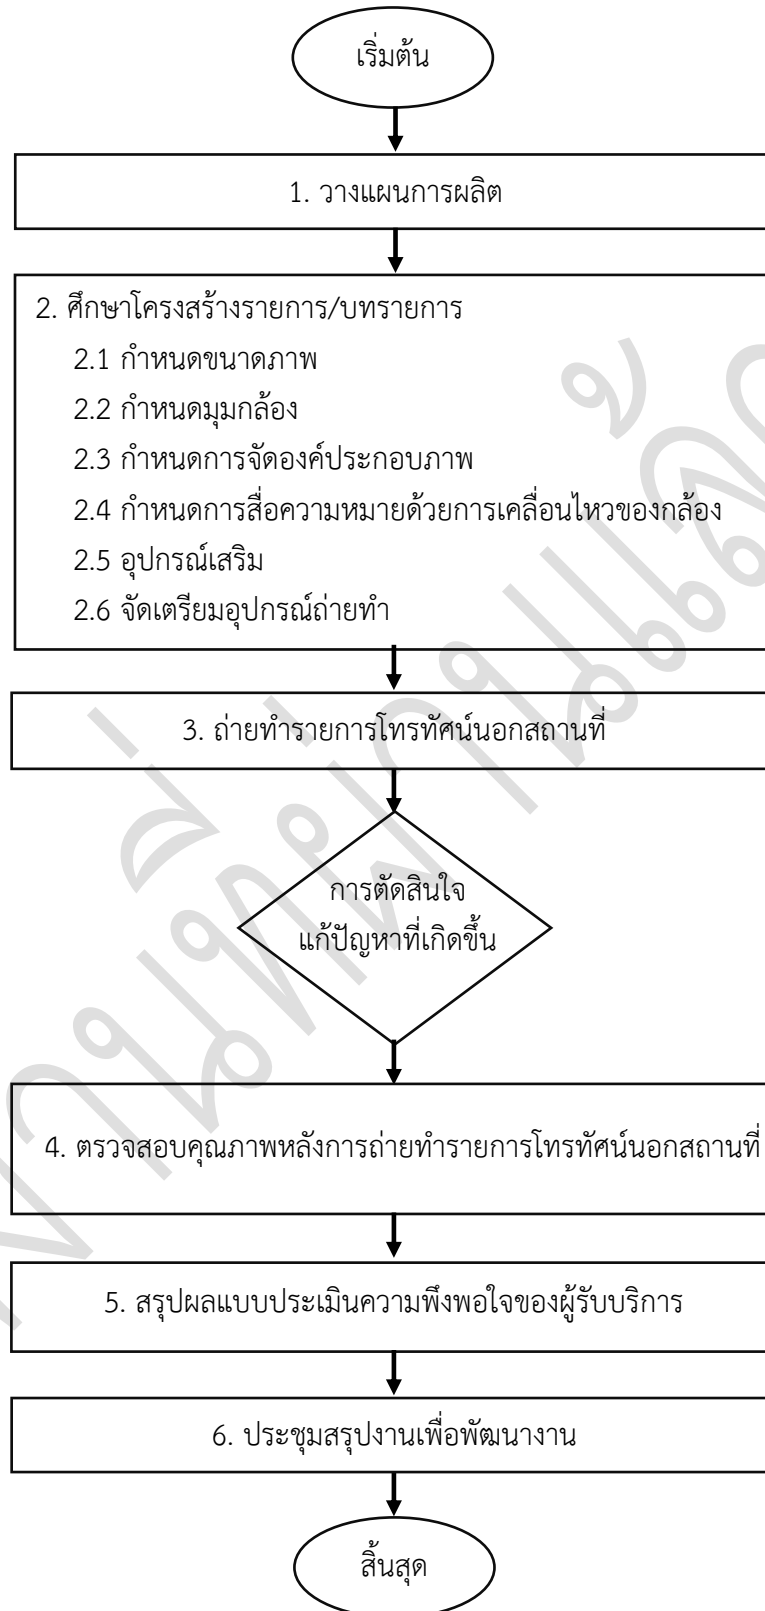 เริ่มต้น
1. วางแผนการผลิต
2. ศึกษาโครงสร้างรายการ/บทรายการ
2.1 กำหนดขนาดภาพ
2.2 กำหนดมุมกล้อง
2.3 กำหนดการจัดองค์ประกอบภาพ
2.4 กำหนดการสื่อความหมายด้วยการเคลื่อนไหวของกล้อง
2.5 อุปกรณ์เสริม
2.6 จัดเตรียมอุปกรณ์ถ่ายทำ
3. ถ่ายทำรายการโทรทัศน์นอกสถานที่
การตัดสินใจ
แก้ปัญหาที่เกิดขึ้น
4. ตรวจสอบคุณภาพหลังการถ่ายทำรายการโทรทัศน์นอกสถานที่
5. สรุปผลแบบประเมินความพึงพอใจของผู้รับบริการ
6. ประชุมสรุปงานเพื่อพัฒนางาน
สิ้นสุด